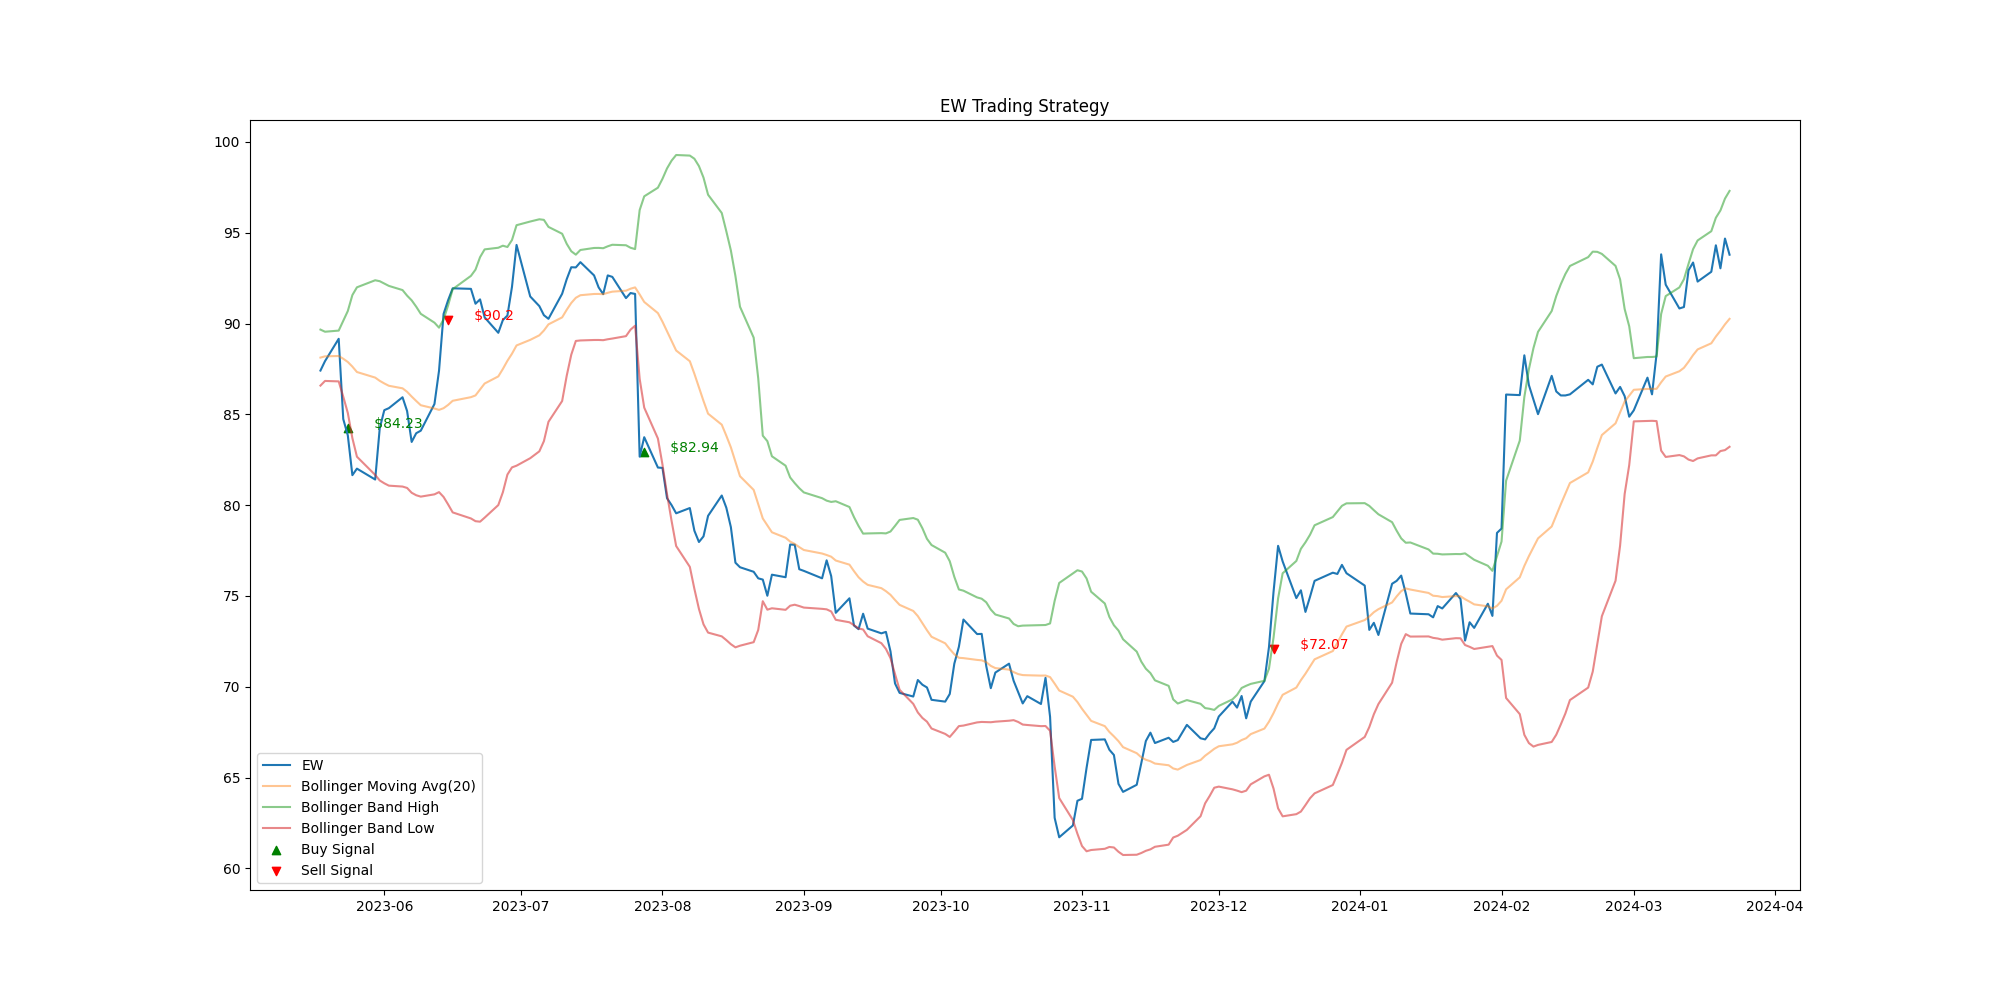 EW Trading Strategy
100
95
90
85
80
75
70
65
60
$90.2
$84.23
$82.94
$72.07
EW
Bollinger Moving Avg(20)
Bollinger Band High
Bollinger Band Low
Buy Signal
Sell Signal
2023-06 2023-07 2023-08 2023-09 2023-10 2023-11 2023-12 2024-01 2024-02 2024-03 2024-04